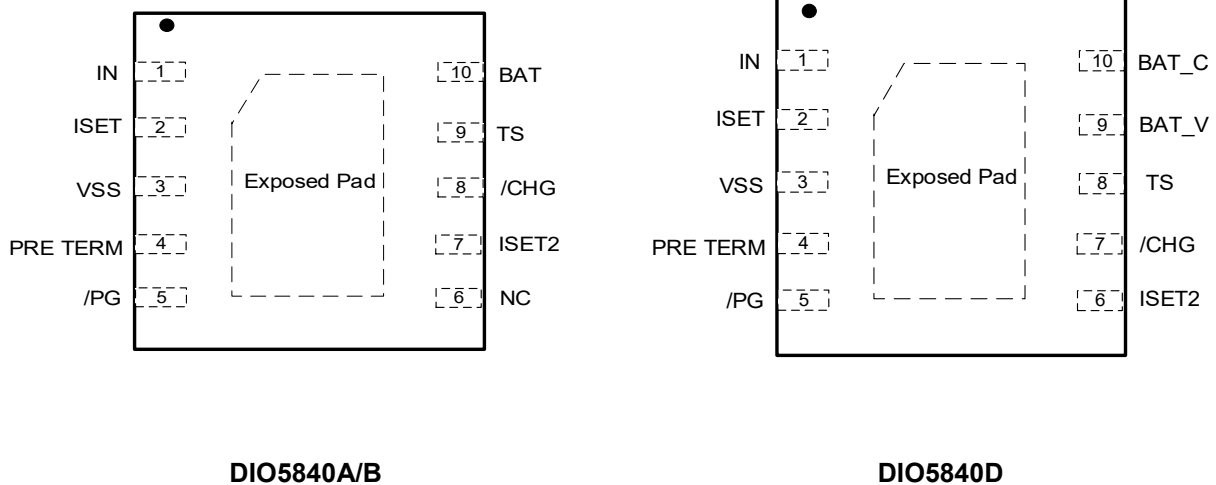 IN 1
ISET 2
VSS 3
PRE TERM 4
/PG 5
Exposed Pad
10 BAT
9 TS
8 /CHG
7 ISET2
6 NC
DIO5840A/B
IN 1
ISET 2
VSS 3
PRE TERM 4
/PG 5
Exposed Pad
10 BAT_C
9 BAT_V
8 TS
7 /CHG
6 ISET2
DIO5840D